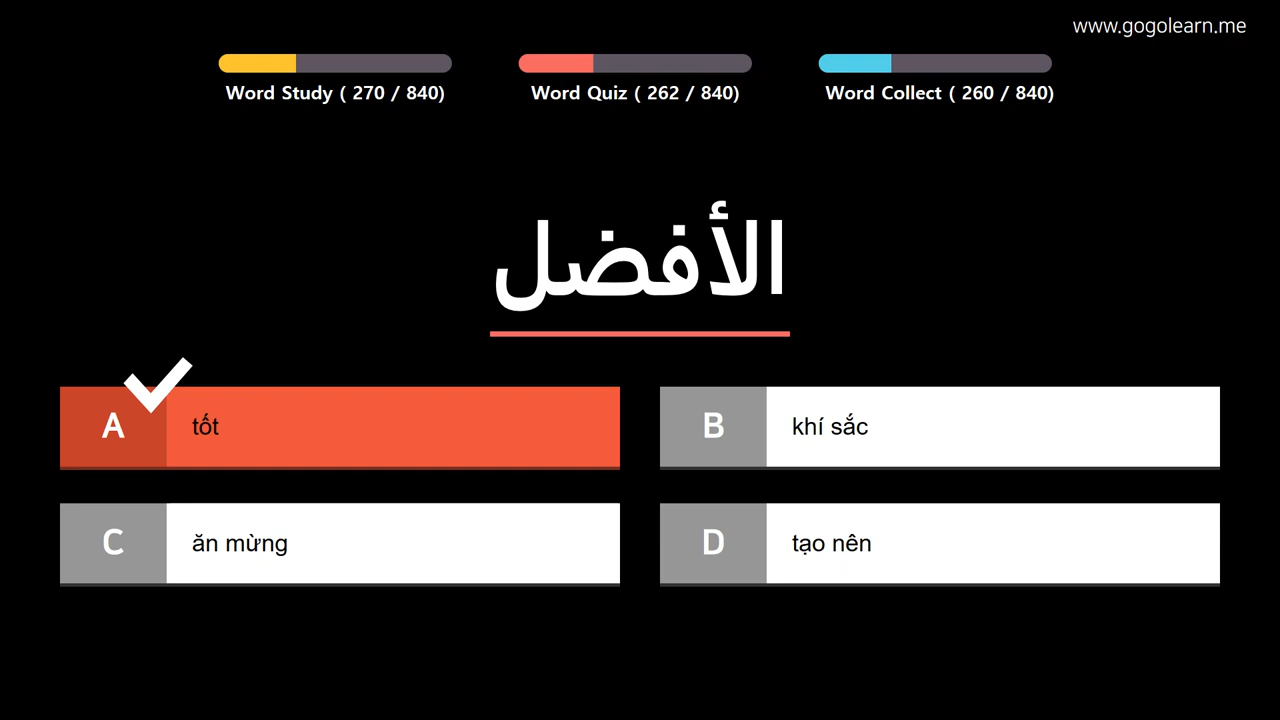 www.gogolearn.me
Word Study ( 270 / 840)
Word Quiz ( 262 / 840)
Word Collect ( 260 / 840)
الأفضل
A tốt
B khí sắc
C ăn mừng
D tạo nên